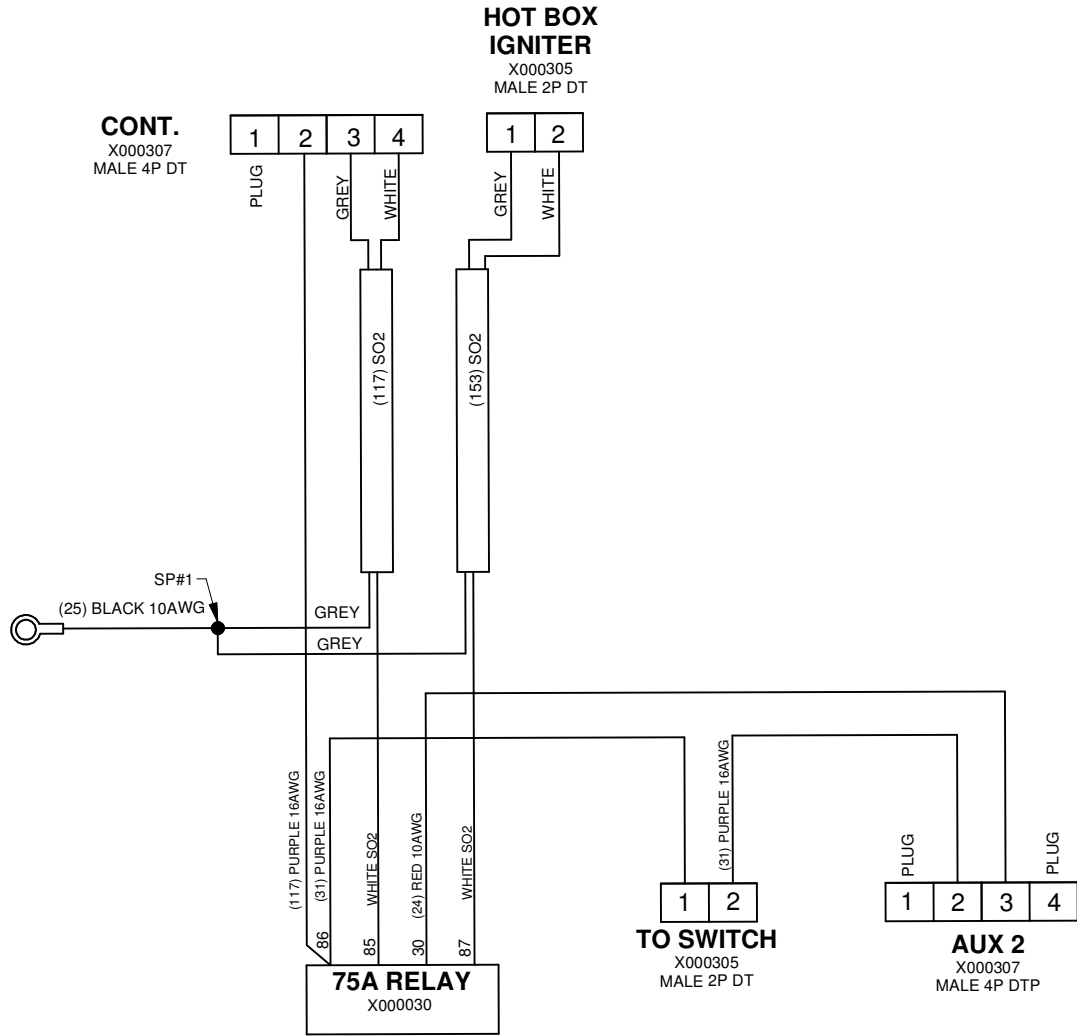 HOT BOX
IGNITER
X000305
MALE 2P DT
1 2
GREY
WHITE
CONT.
X000307
MALE 4P DT
1 2 3 4
PLUG
GREY
WHITE
(117) SO2
(153) SO2
SP#1
(25) BLACK 10AWG
GREY
GREY
(117) PURPLE 16AWG
(31) PURPLE 16AWG
WHITE SO2
(24) RED 10AWG
WHITE SO2
86 85 30 87
75A RELAY
X000030
(31) PURPLE 16AWG
1 2
TO SWITCH
X000305
MALE 2P DT
PLUG
PLUG
1 2 3 4
AUX 2
X000307
MALE 4P DTP